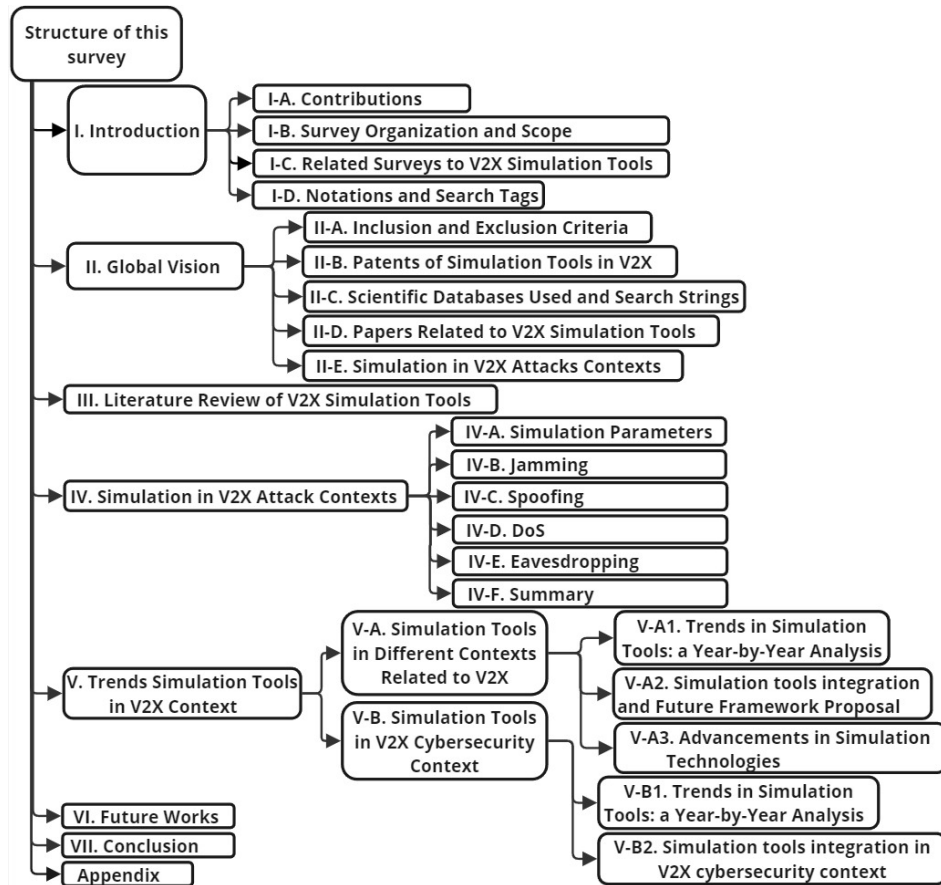 Structure of this
survey
I. Introduction
I-A. Contributions
I-B. Survey Organization and Scope
I-C. Related Surveys to V2X Simulation Tools
I-D. Notations and Search Tags
II. Global Vision
II-A. Inclusion and Exclusion Criteria
II-B. Patents of Simulation Tools in V2X
II-C. Scientific Databases Used and Search Strings
II-D. Papers Related to V2X Simulation Tools
II-E. Simulation in V2X Attacks Contexts
III. Literature Review of V2X Simulation Tools
IV. Simulation in V2X Attack Contexts
IV-A. Simulation Parameters
IV-B. Jamming
IV-C. Spoofing
IV-D. DoS
IV-E. Eavesdropping
IV-F. Summary
V. Trends Simulation Tools
in V2X Context
V-A. Simulation Tools
in Different Contexts
Related to V2X
V-A1. Trends in Simulation
Tools: a Year-by-Year Analysis
V-A2. Simulation tools integration
and Future Framework Proposal
V-A3. Advancements in Simulation
Technologies
V-B. Simulation Tools
in V2X Cybersecurity
Context
V-B1. Trends in Simulation
Tools: a Year-by-Year Analysis
V-B2. Simulation tools integration in
V2X cybersecurity context
VI. Future Works
VII. Conclusion
Appendix